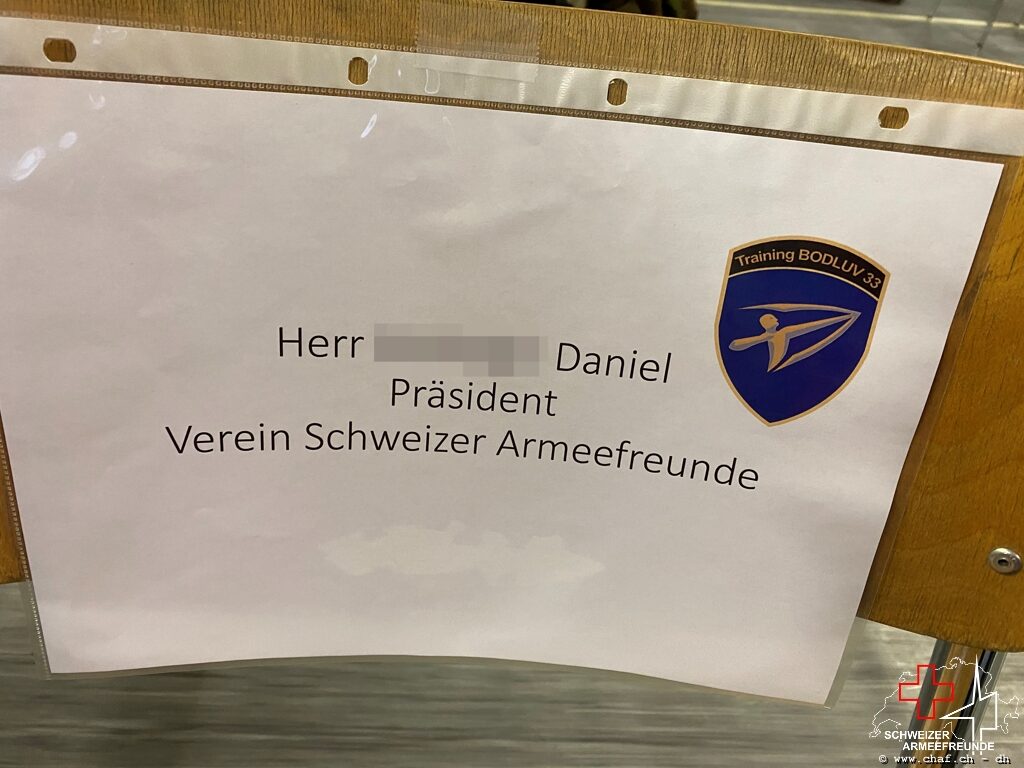 Training BODLUV 33
Herr Daniel
Präsident
Verein Schweizer Armeefreunde
SCHWEIZER
ARMEEFREUNDE
© www.chaf.ch - dh